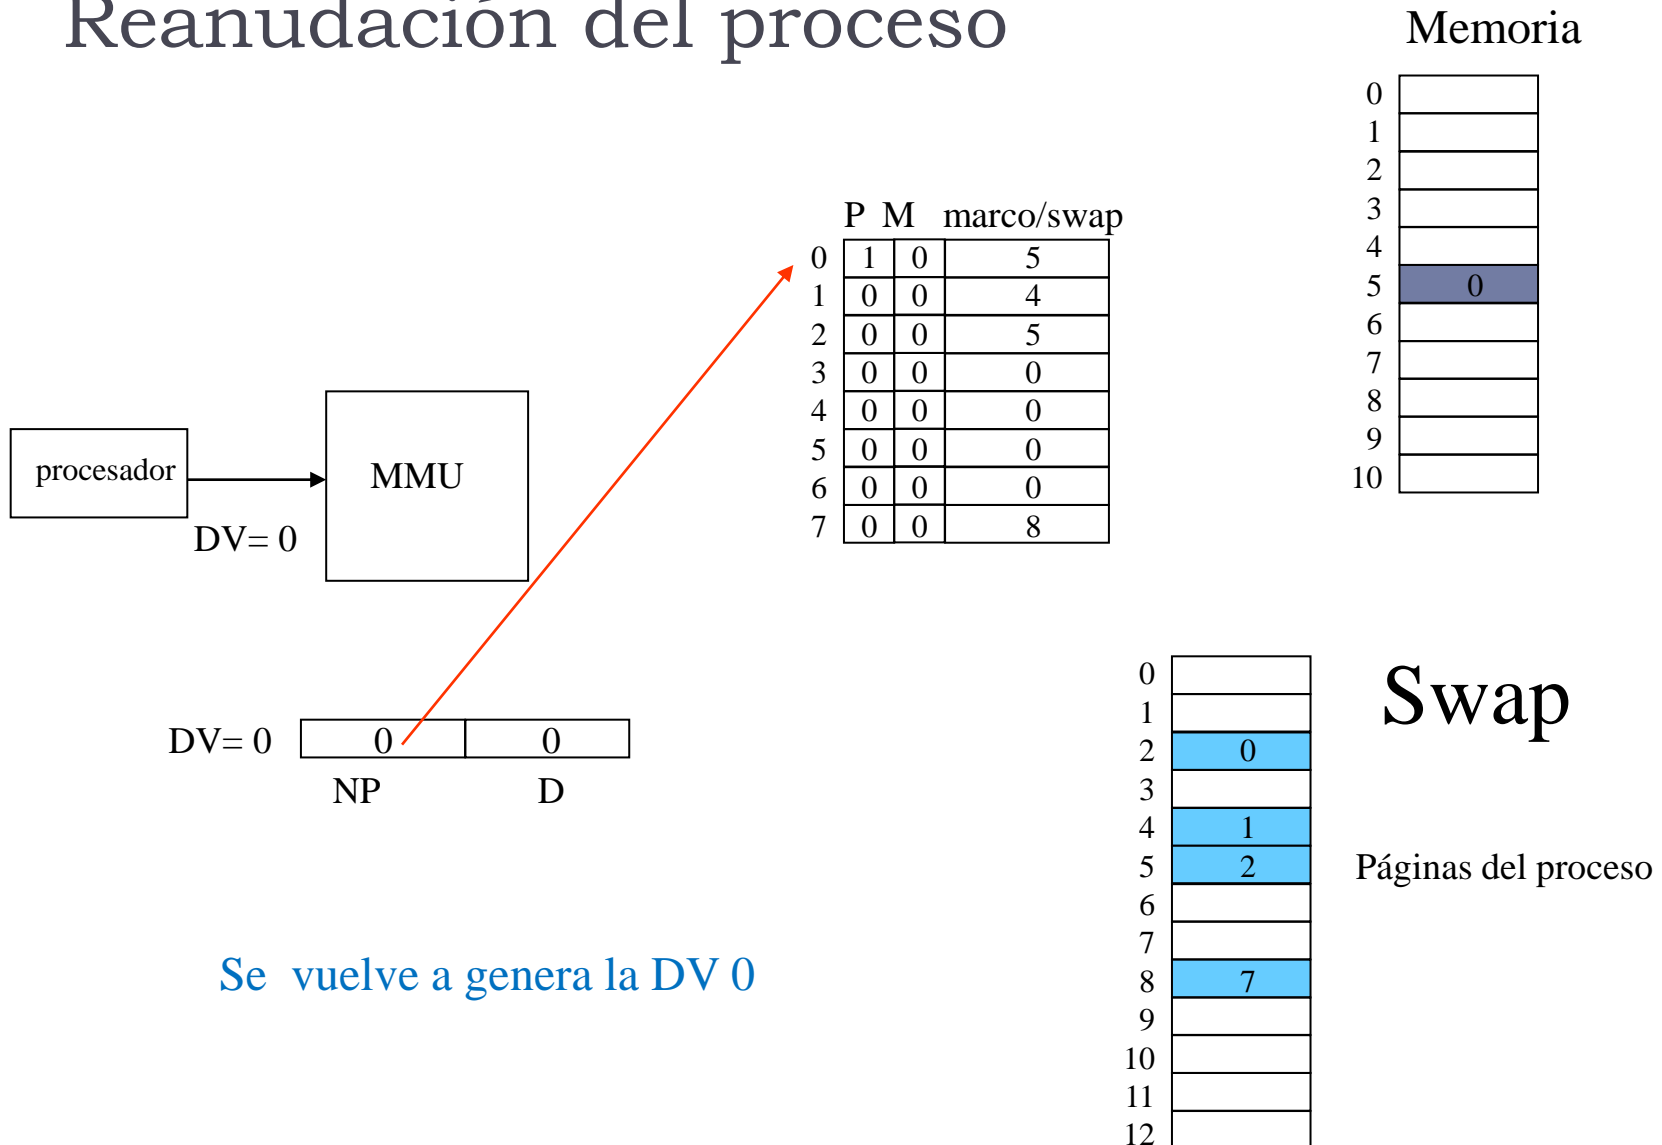 Reanudación del proceso
Memoria
0
1
2
3
4
5 0
6
7
8
9
10
P M marco/swap
0 1 0 5
1 0 0 4
2 0 0 5
3 0 0 0
4 0 0 0
5 0 0 0
6 0 0 0
7 0 0 8
procesador
MMU
DV= 0
DV= 0 0 0
NP D
Se vuelve a genera la DV 0
Swap
0
1
2 0
3
4 1
5 2
6
7
8 7
9
10
11
12
Páginas del proceso